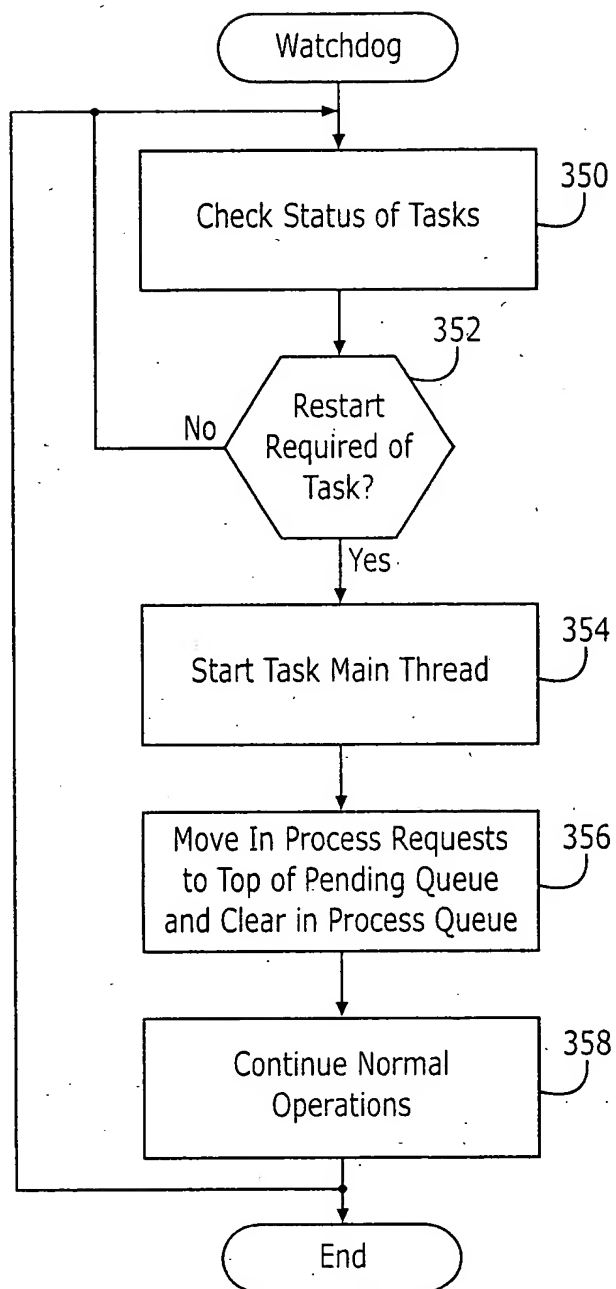 Watchdog
350
Check Status of Tasks
352
Restart
Required of
Task?
No
Yes
354
Start Task Main Thread
Move In Process Requests
to Top of Pending Queue
and Clear in Process Queue
356
358
Continue Normal
Operations
End